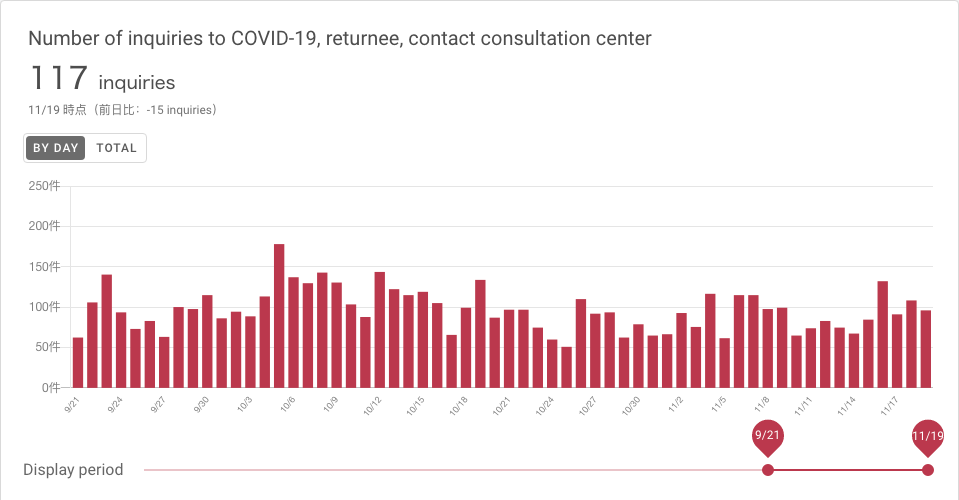 Number of inquiries to COVID-19, returnee, contact consultation center
117 inquiries
11/19 時点（前日比：-15 inquiries）
BY DAY TOTAL
250件
200件
150件
100件
50件
0件
9/21 9/24 9/27 9/30 10/3 10/6 10/9 10/12 10/15 10/18 10/21 10/24 10/27 10/30 11/2 11/5 11/8 11/11 11/14 11/17
9/21 11/19
Display period